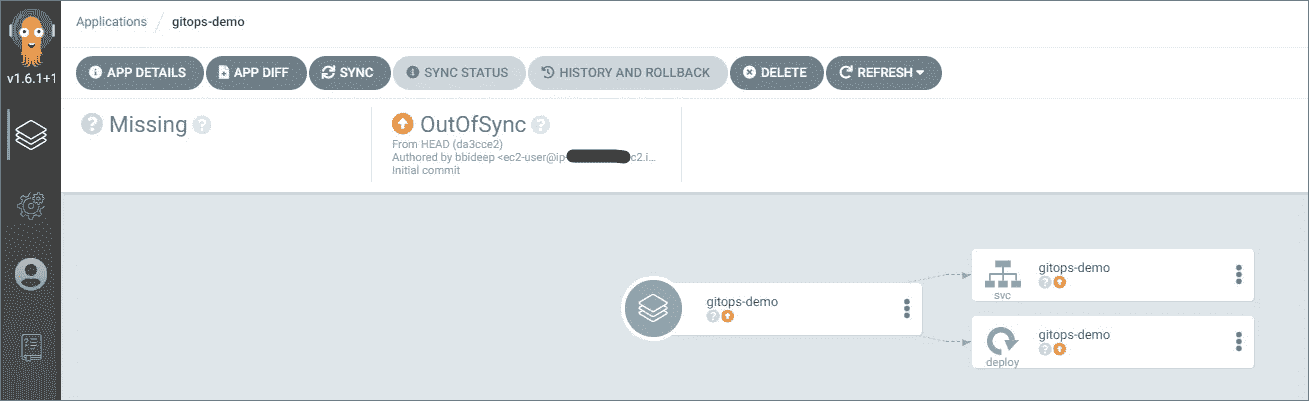 Applications gitops-demo
v1.6.1+1
APP DETAILS APP DIFF SYNC SYNC STATUS HISTORY AND ROLLBACK DELETE REFRESH
Missing OutOfSync
From HEAD (da3cce2)
Authored by bbideep <ec2-user@ip- c2.i...
Initial commit
gitops-demo
svc
gitops-demo
gitops-demo
deploy